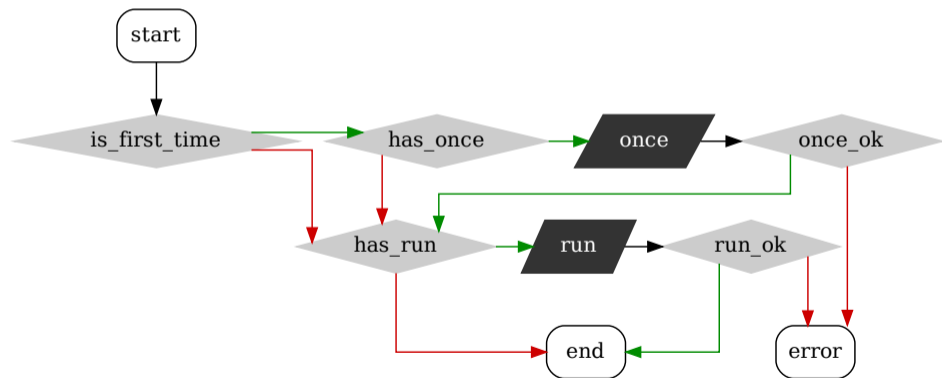 start
is_first_time
has_once
once
once_ok
has_run
run
run_ok
end
error